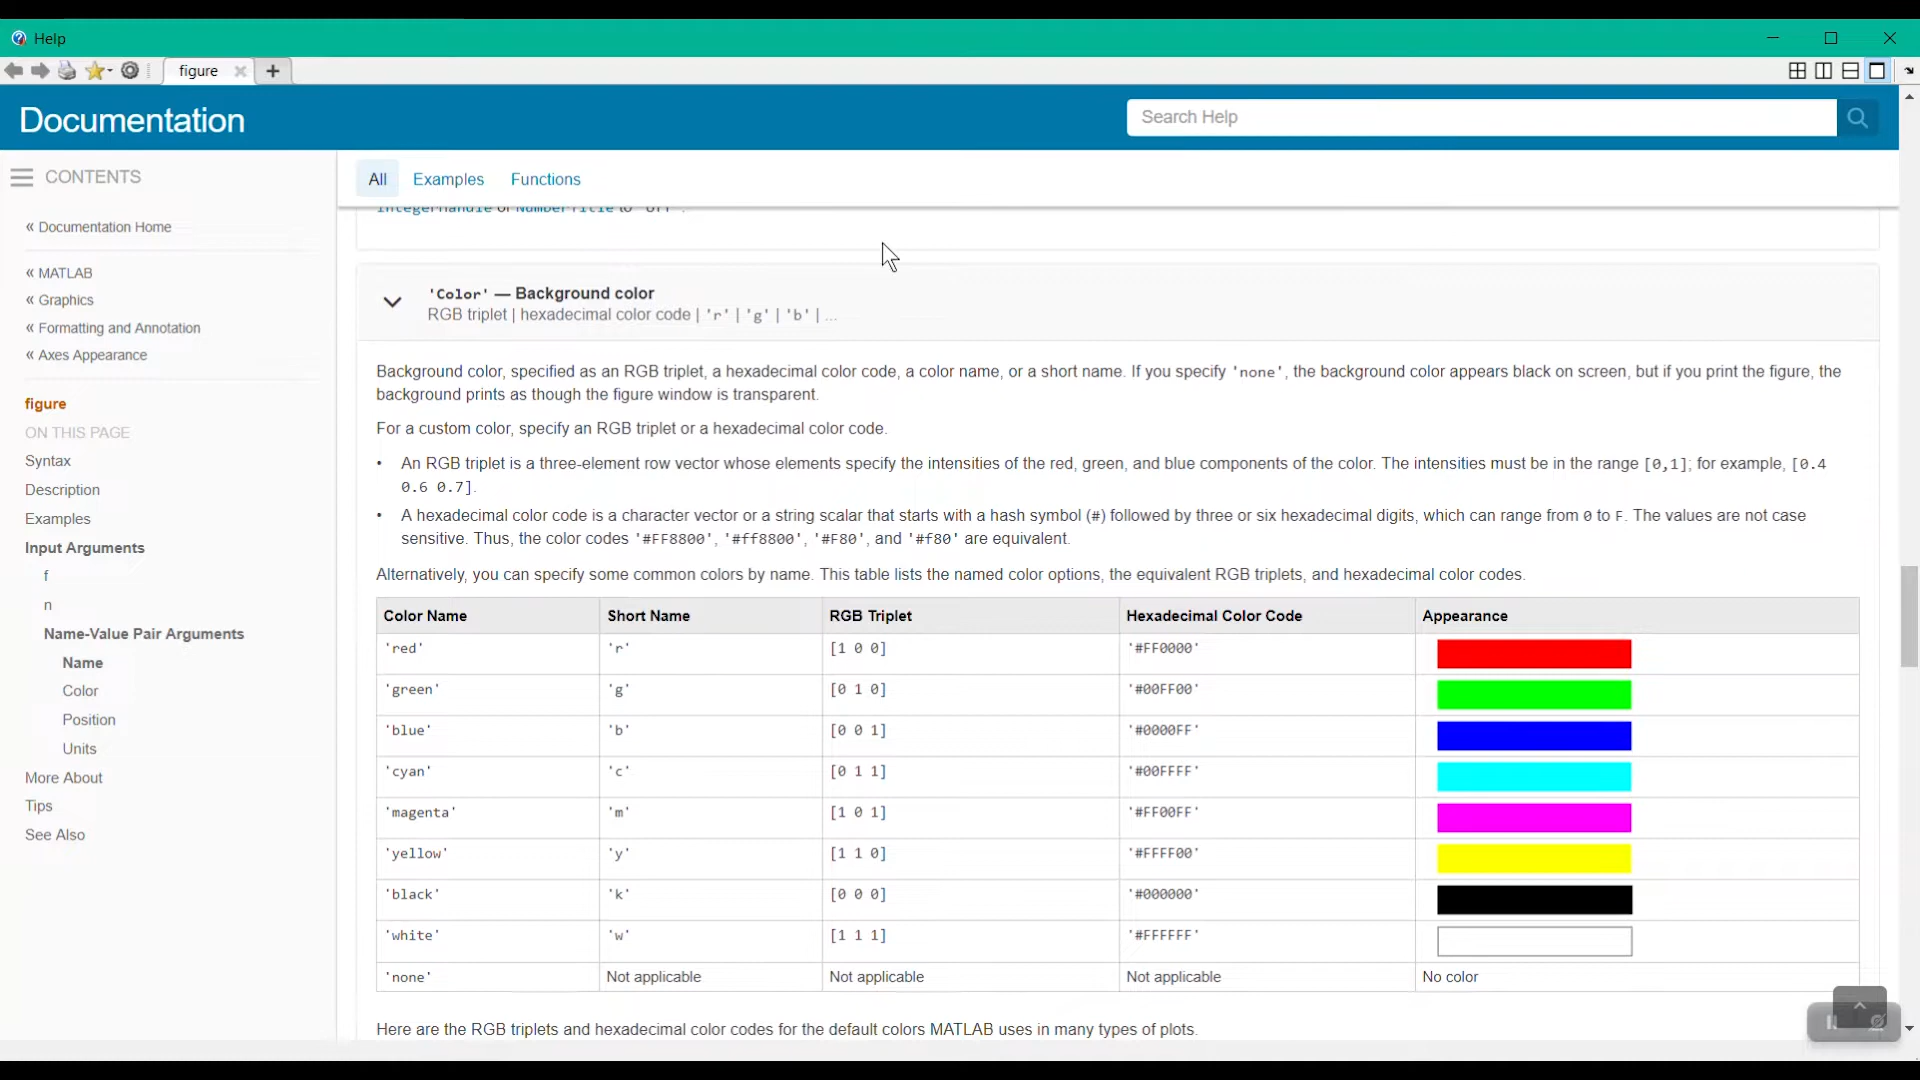 Help
figure
Documentation
Search Help
CONTENTS
All Examples Functions
« Documentation Home
« MATLAB
« Graphics
« Formatting and Annotation
« Axes Appearance
figure
ON THIS PAGE
Syntax
Description
Examples
Input Arguments
f
n
Name-Value Pair Arguments
Name
Color
Position
Units
More About
Tips
See Also
IntegerHandle or NumberTitle to 'off'.
'Color' — Background color
RGB triplet | hexadecimal color code | 'r' | 'g' | 'b' | ...
Background color, specified as an RGB triplet, a hexadecimal color code, a color name, or a short name. If you specify 'none', the background color appears black on screen, but if you print the figure, the
background prints as though the figure window is transparent.
For a custom color, specify an RGB triplet or a hexadecimal color code.
• An RGB triplet is a three-element row vector whose elements specify the intensities of the red, green, and blue components of the color. The intensities must be in the range [0,1]; for example, [0.4
0.6 0.7].
• A hexadecimal color code is a character vector or a string scalar that starts with a hash symbol (#) followed by three or six hexadecimal digits, which can range from 0 to F. The values are not case
sensitive. Thus, the color codes '#FF8800', '#ff8800', '#F80', and '#f80' are equivalent.
Alternatively, you can specify some common colors by name. This table lists the named color options, the equivalent RGB triplets, and hexadecimal color codes.
Color Name Short Name RGB Triplet Hexadecimal Color Code Appearance
'red' 'r' [1 0 0] '#FF0000'
'green' 'g' [0 1 0] '#00FF00'
'blue' 'b' [0 0 1] '#0000FF'
'cyan' 'c' [0 1 1] '#00FFFF'
'magenta' 'm' [1 0 1] '#FF00FF'
'yellow' 'y' [1 1 0] '#FFFF00'
'black' 'k' [0 0 0] '#000000'
'white' 'w' [1 1 1] '#FFFFFF'
'none' Not applicable Not applicable Not applicable No color
Here are the RGB triplets and hexadecimal color codes for the default colors MATLAB uses in many types of plots.